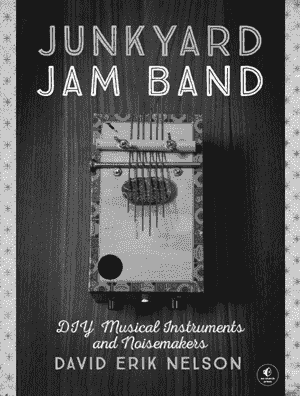 JUNKYARD
JAM BAND
DIY Musical Instruments
and Noisemakers
DAVID ERIK NELSON